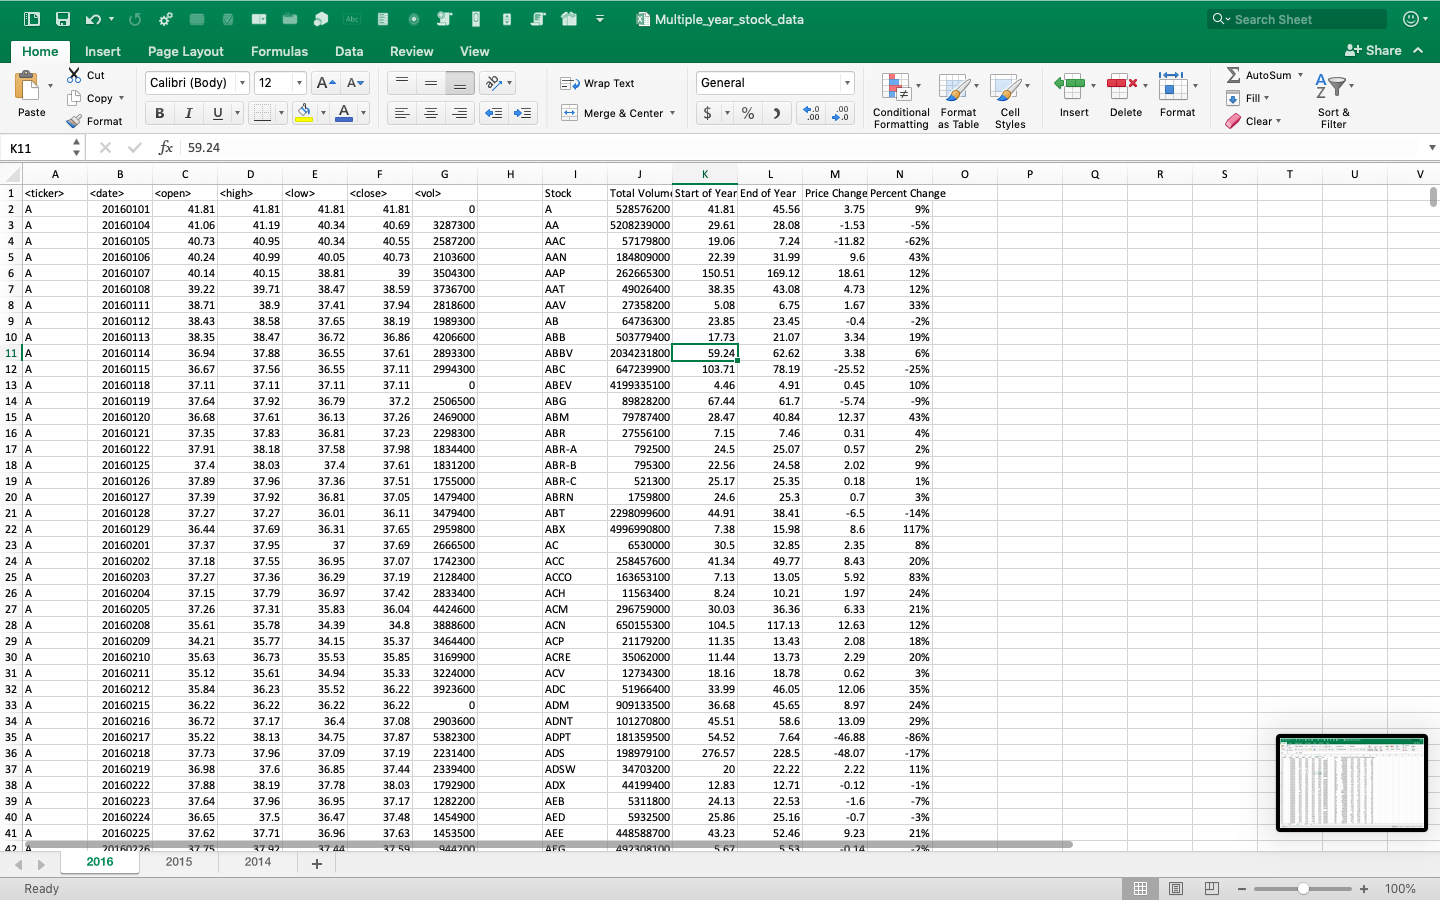 Multiple_year_stock_data
Search Sheet
Home Insert Page Layout Formulas Data Review View Share
Paste Cut Copy Format
Calibri (Body) 12
Wrap Text Merge & Center
General
Conditional Formatting Format as Table Cell Styles
Insert Delete Format
AutoSum Fill Clear
Sort & Filter
K11 fx 59.24
A B C D E F G H I J K L M N O P Q R S T U V
1 <ticker> <date> <open> <high> <low> <close> <vol> Stock Total Volum Start of Year End of Year Price Change Percent Change
2 A 20160101 41.81 41.81 41.81 41.81 0 A 528576200 41.81 45.56 3.75 9%
3 A 20160104 41.06 41.19 40.34 40.69 3287300 AA 5208239000 29.61 28.08 -1.53 -5%
4 A 20160105 40.73 40.95 40.34 40.55 2587200 AAC 57179800 19.06 7.24 -11.82 -62%
5 A 20160106 40.24 40.99 40.05 40.73 2103600 AAN 184809000 22.39 31.99 9.6 43%
6 A 20160107 40.14 40.15 38.81 39 3504300 AAP 262665300 150.51 169.12 18.61 12%
7 A 20160108 39.22 39.71 38.47 38.59 3736700 AAT 49026400 38.35 43.08 4.73 12%
8 A 20160111 38.71 38.9 37.41 37.94 2818600 AAV 27358200 5.08 6.75 1.67 33%
9 A 20160112 38.43 38.58 37.65 38.19 1989300 AB 64736300 23.85 23.45 -0.4 -2%
10 A 20160113 38.35 38.47 36.72 36.86 4206600 ABB 503779400 17.73 21.07 3.34 19%
11 A 20160114 36.94 37.88 36.55 37.61 2893300 ABBV 2034231800 59.24 62.62 3.38 6%
12 A 20160115 36.67 37.56 36.55 37.11 2994300 ABC 647239900 103.71 78.19 -25.52 -25%
13 A 20160118 37.11 37.11 37.11 37.11 0 ABEV 4199335100 4.46 4.91 0.45 10%
14 A 20160119 37.64 37.92 36.79 37.2 2506500 ABG 89828200 67.44 61.7 -5.74 -9%
15 A 20160120 36.68 37.61 36.13 37.26 2469000 ABM 79787400 28.47 40.84 12.37 43%
16 A 20160121 37.35 37.83 36.81 37.23 2298300 ABR 27556100 7.15 7.46 0.31 4%
17 A 20160122 37.91 38.18 37.58 37.98 1834400 ABR-A 792500 24.5 25.07 0.57 2%
18 A 20160125 37.4 38.03 37.4 37.61 1831200 ABR-B 795300 22.56 24.58 2.02 9%
19 A 20160126 37.89 37.96 37.36 37.51 1755000 ABR-C 521300 25.17 25.35 0.18 1%
20 A 20160127 37.39 37.92 36.81 37.05 1479400 ABRN 1759800 24.6 25.3 0.7 3%
21 A 20160128 37.27 37.27 36.01 36.11 3479400 ABT 2298099600 44.91 38.41 -6.5 -14%
22 A 20160129 36.44 37.69 36.31 37.65 2959800 ABX 4996990800 7.38 15.98 8.6 117%
23 A 20160201 37.37 37.95 37 37.69 2666500 AC 6530000 30.5 32.85 2.35 8%
24 A 20160202 37.18 37.55 36.95 37.07 1742300 ACC 258457600 41.34 49.77 8.43 20%
25 A 20160203 37.27 37.36 36.29 37.19 2128400 ACCO 163653100 7.13 13.05 5.92 83%
26 A 20160204 37.15 37.79 36.97 37.42 2833400 ACH 11563400 8.24 10.21 1.97 24%
27 A 20160205 37.26 37.31 35.83 36.04 4424600 ACM 296759000 30.03 36.36 6.33 21%
28 A 20160208 35.61 35.78 34.39 34.8 3888600 ACN 650155300 104.5 117.13 12.63 12%
29 A 20160209 34.21 35.77 34.15 35.37 3464400 ACP 21179200 11.35 13.43 2.08 18%
30 A 20160210 35.63 36.73 35.53 35.85 3169900 ACRE 35062000 11.44 13.73 2.29 20%
31 A 20160211 35.12 35.61 34.94 35.33 3224000 ACV 12734300 18.16 18.78 0.62 3%
32 A 20160212 35.84 36.23 35.52 36.22 3923600 ADC 51966400 33.99 46.05 12.06 35%
33 A 20160215 36.22 36.22 36.22 36.22 0 ADM 909133500 36.68 45.65 8.97 24%
34 A 20160216 36.72 37.17 36.4 37.08 2903600 ADNT 101270800 45.51 58.6 13.09 29%
35 A 20160217 35.22 38.13 34.75 37.87 5382300 ADPT 181359500 54.52 7.64 -46.88 -86%
36 A 20160218 37.73 37.96 37.09 37.19 2231400 ADS 198979100 276.57 228.5 -48.07 -17%
37 A 20160219 36.98 37.6 36.85 37.44 2339400 ADSW 34703200 20 22.22 2.22 11%
38 A 20160222 37.88 38.19 37.78 38.03 1792900 ADX 44199400 12.83 12.71 -0.12 -1%
39 A 20160223 37.64 37.96 36.95 37.17 1282200 AEB 5311800 24.13 22.53 -1.6 -7%
40 A 20160224 36.65 37.5 36.47 37.48 1454900 AED 5932500 25.86 25.16 -0.7 -3%
41 A 20160225 37.62 37.71 36.96 37.63 1453500 AEE 448588700 43.23 52.46 9.23 21%
42 A 20160226 37.75 37.92 37.44 37.59 944200 AEG 492308100 5.67 5.53 -0.14 -2%
2016 2015 2014
Ready 100%